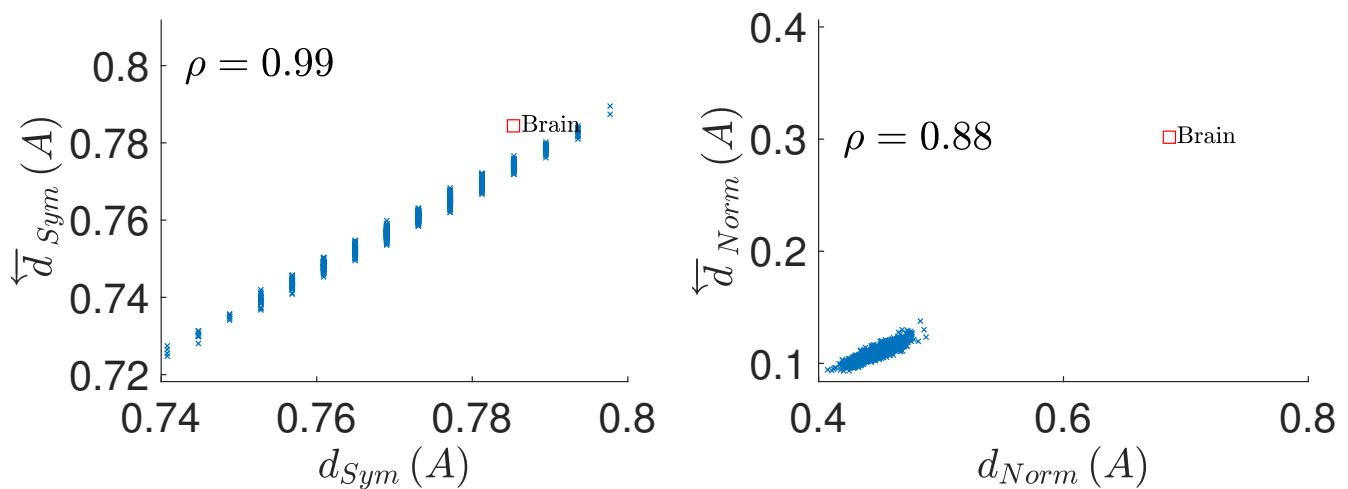 0.8
ρ = 0.99
Brain
0.78
0.76
0.74
0.72
0.74
0.76
0.78
0.8
d⃖ Sym (A)
d Sym (A)
0.4
0.3
ρ = 0.88
Brain
0.2
0.1
0.4
0.6
0.8
d⃖ Norm (A)
d Norm (A)